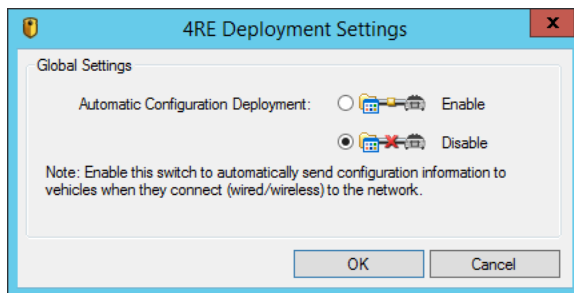 4RE Deployment Settings
x
Global Settings
Automatic Configuration Deployment: Enable
Disable
Note: Enable this switch to automatically send configuration information to
vehicles when they connect (wired/wireless) to the network.
OK Cancel